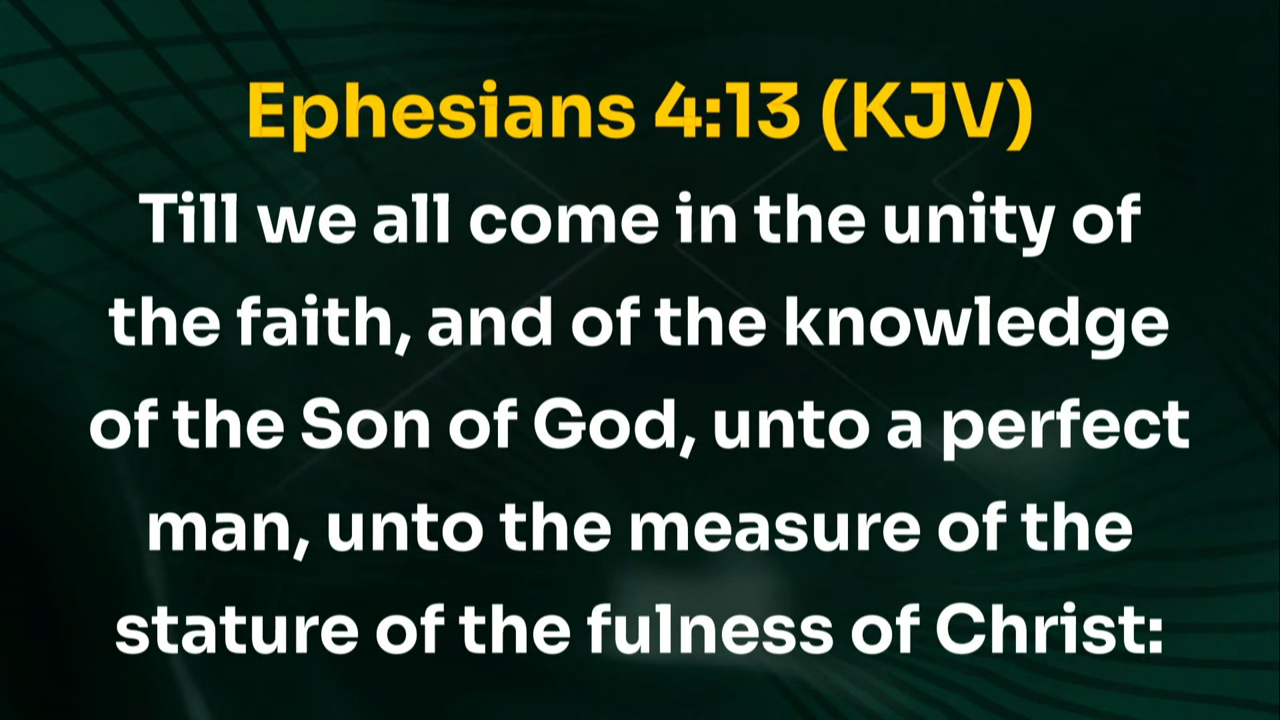 Ephesians 4:13 (KJV)
Till we all come in the unity of
the faith, and of the knowledge
of the Son of God, unto a perfect
man, unto the measure of the
stature of the fulness of Christ: